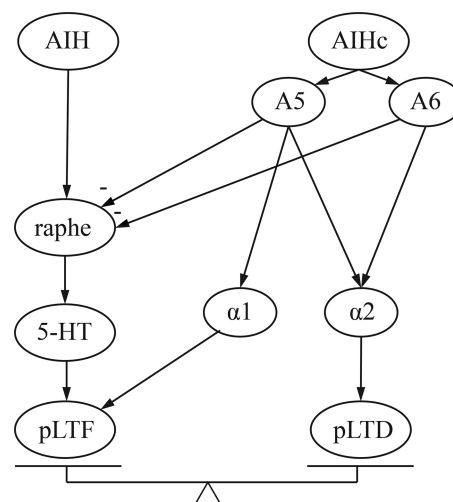 AIH AIHc
A5 A6
-
-
raphe
α1 α2
5-HT
pLTF pLTD